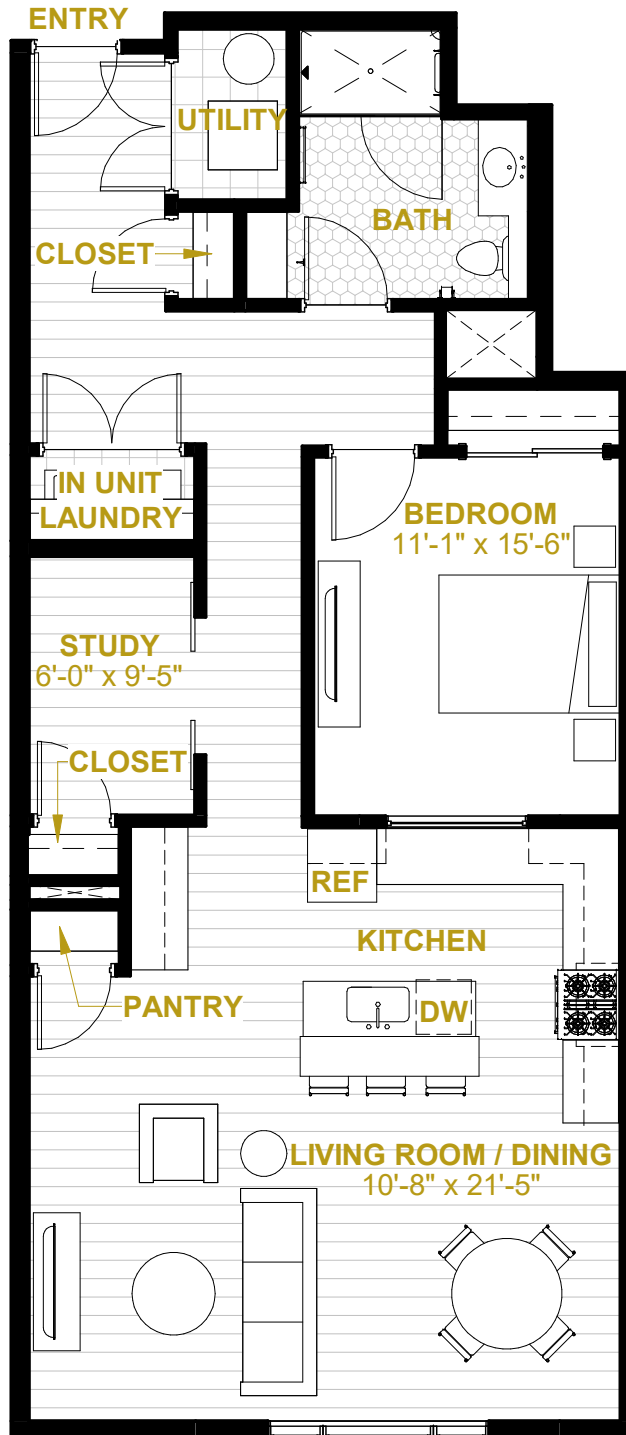 ENTRY
UTILITY
BATH
CLOSET
IN UNIT
LAUNDRY
BEDROOM
11'-1" x 15'-6"
STUDY
6'-0" x 9'-5"
CLOSET
REF
KITCHEN
PANTRY
DW
LIVING ROOM / DINING
10'-8" x 21'-5"